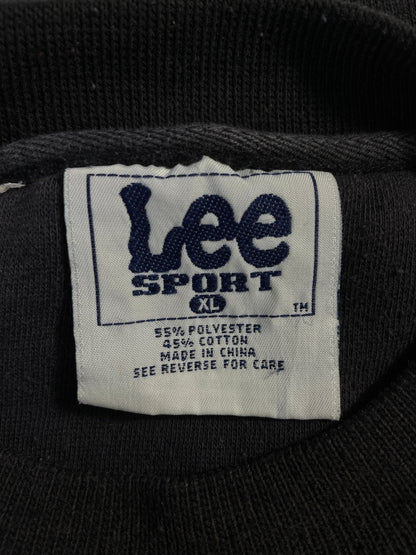 Lee
SPORT
XL
TM
55% POLYESTER
45% COTTON
MADE IN CHINA
SEE REVERSE FOR CARE